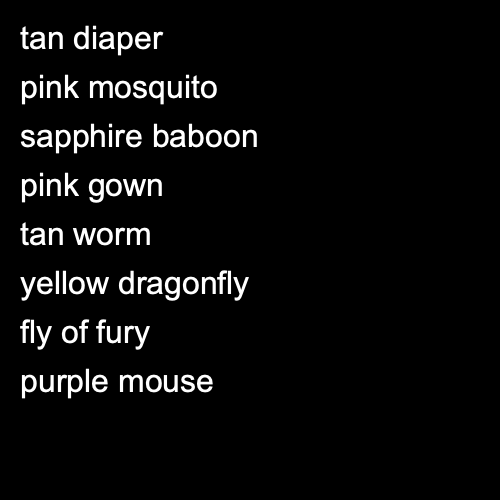 tan diaper
pink mosquito
sapphire baboon
pink gown
tan worm
yellow dragonfly
fly of fury
purple mouse